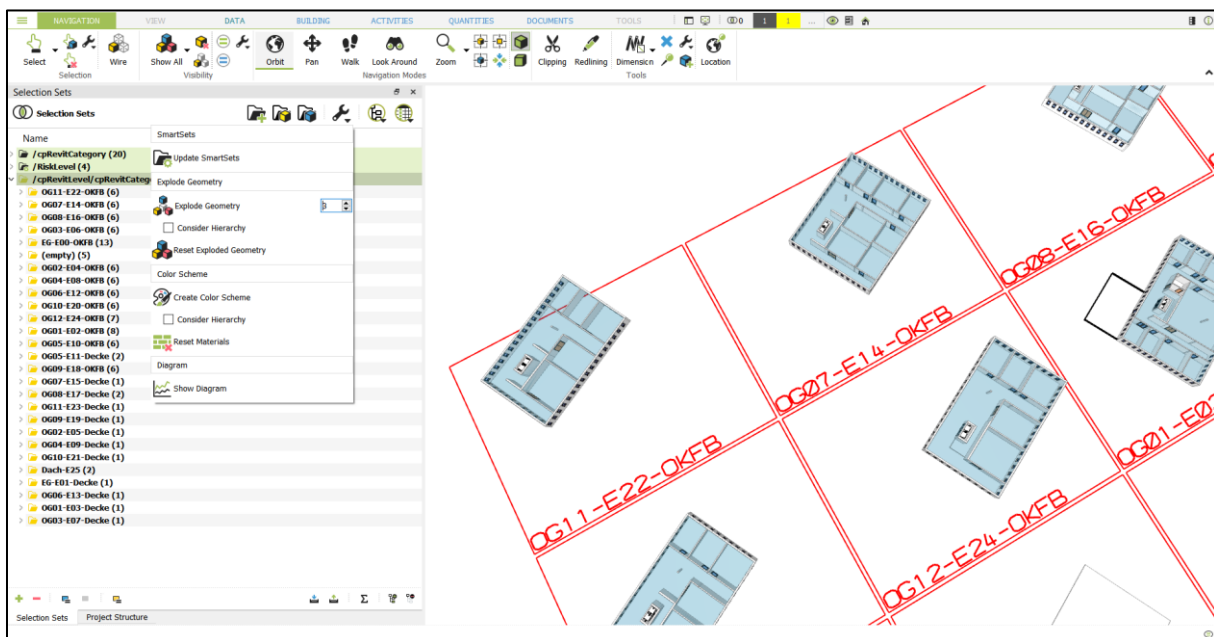 NAVIGATION VIEW DATA BUILDING ACTIVITIES QUANTITIES DOCUMENTS TOOLS 0 1 1 ...
Select Wire Show All Orbit Pan Walk Look Around Zoom Clipping Redlining Dimension Location
Selection Visibility Navigation Modes Tools
Selection Sets
Selection Sets
Name
/cpRevitCategory (20)
/RiskLevel (4)
/cpRevitLevel/cpRevitCateg
OG11-E22-OKFB (6)
OG07-E14-OKFB (6)
OG08-E16-OKFB (6)
OG03-E06-OKFB (6)
EG-E00-OKFB (13)
(empty) (5)
OG02-E04-OKFB (6)
OG04-E08-OKFB (6)
OG06-E12-OKFB (6)
OG10-E20-OKFB (6)
OG12-E24-OKFB (7)
OG01-E02-OKFB (8)
OG05-E10-OKFB (6)
OG05-E11-Decke (2)
OG09-E18-OKFB (6)
OG07-E15-Decke (1)
OG08-E17-Decke (2)
OG11-E23-Decke (1)
OG09-E19-Decke (1)
OG02-E05-Decke (1)
OG04-E09-Decke (1)
OG10-E21-Decke (1)
Dach-E25 (2)
EG-E01-Decke (1)
OG06-E13-Decke (1)
OG01-E03-Decke (1)
OG03-E07-Decke (1)
SmartSets
Update SmartSets
Explode Geometry
Explode Geometry 3
Consider Hierarchy
Reset Exploded Geometry
Color Scheme
Create Color Scheme
Consider Hierarchy
Reset Materials
Diagram
Show Diagram
Selection Sets Project Structure
OG08-E16-OKFB
OG07-E14-OKFB
OG01-E02
OG11-E22-OKFB
OG12-E24-OKFB